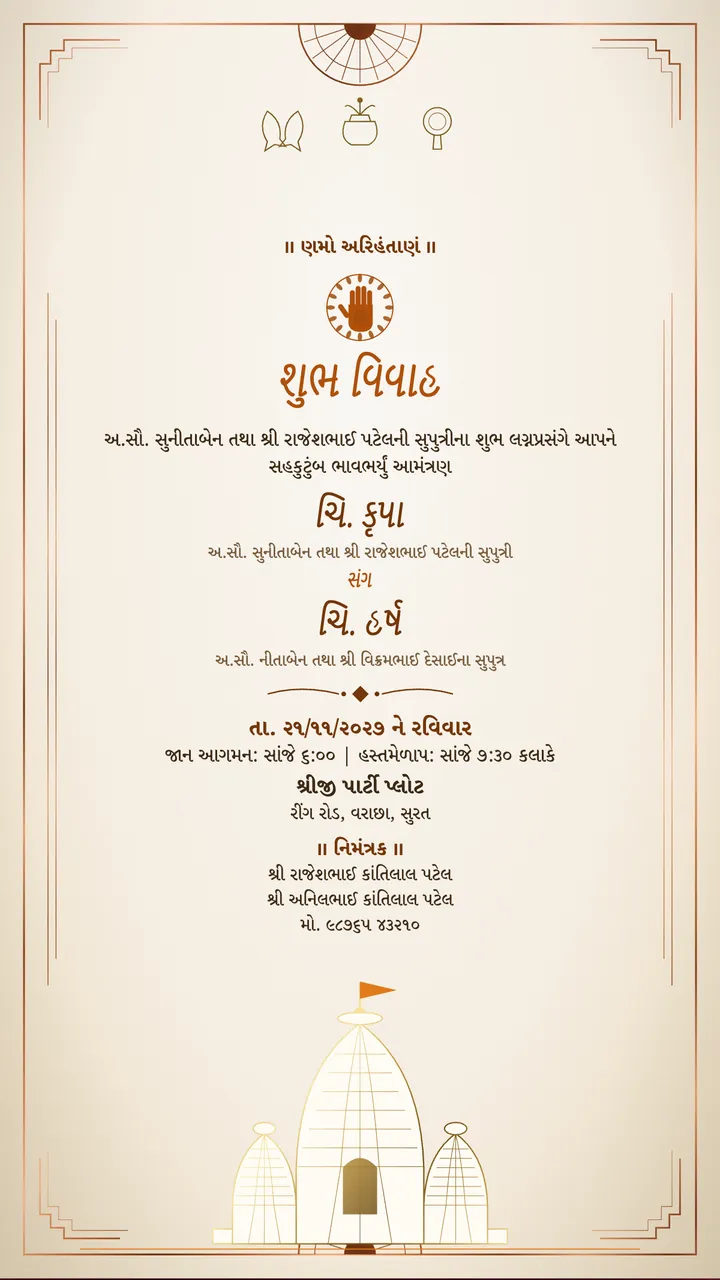 ॥ ણમો અરિહંતાણં ॥
શુભ વિવાહ
અ.સૌ. સુનીતાબેન તથા શ્રી રાજેશભાઈ પટેલની સુપુત્રીના શુભ લગ્નપ્રસંગે આપને
સહકુટુંબ ભાવભર્યું આમંત્રણ
ચિ. કૃપા
અ.સૌ. સુનીતાબેન તથા શ્રી રાજેશભાઈ પટેલની સુપુત્રી
સંગ
ચિ. હર્ષ
અ.સૌ. નીતાબેન તથા શ્રી વિક્રમભાઈ દેસાઈના સુપુત્ર
તા. ૨૧/૧૧/૨૦૨૭ ને રવિવાર
જાન આગમન: સાંજે ૬:૦૦ | હસ્તમેળાપ: સાંજે ૭:૩૦ કલાકે
શ્રીજી પાર્ટી પ્લોટ
રીંગ રોડ, વરાછા, સુરત
॥ નિમંત્રક ॥
શ્રી રાજેશભાઈ કાંતિલાલ પટેલ
શ્રી અનિલભાઈ કાંતિલાલ પટેલ
મો. ૯૮૭૬૫ ૪૩૨૧૦